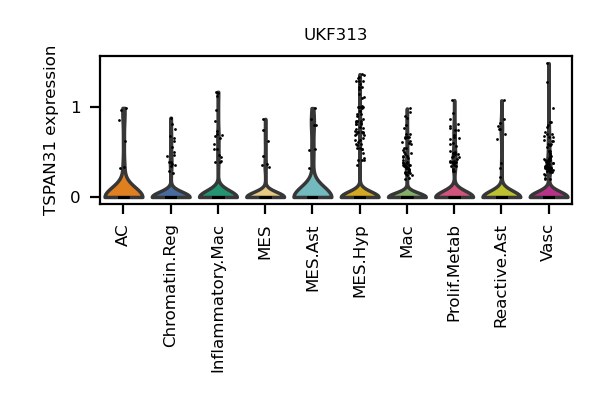 UKF313
TSPAN31 expression
1
0
AC
Chromatin.Reg
Inflammatory.Mac
MES
MES.Ast
MES.Hyp
Mac
Prolif.Metab
Reactive.Ast
Vasc